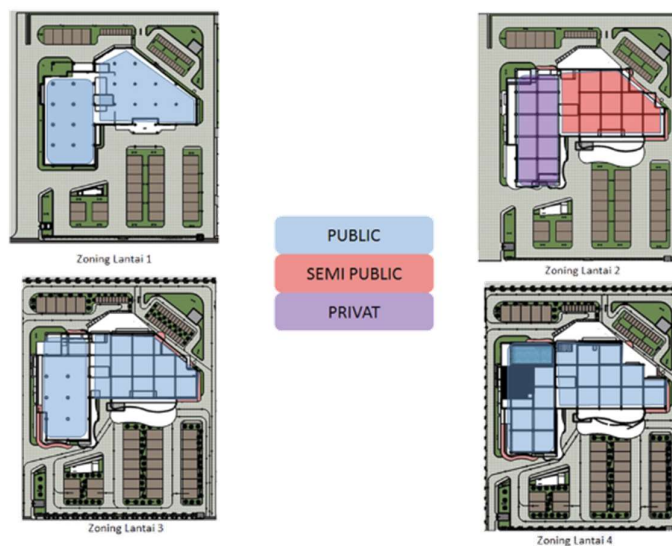 Zoning Lantai 1
Zoning Lantai 2
PUBLIC
SEMI PUBLIC
PRIVAT
Zoning Lantai 3
Zoning Lantai 4